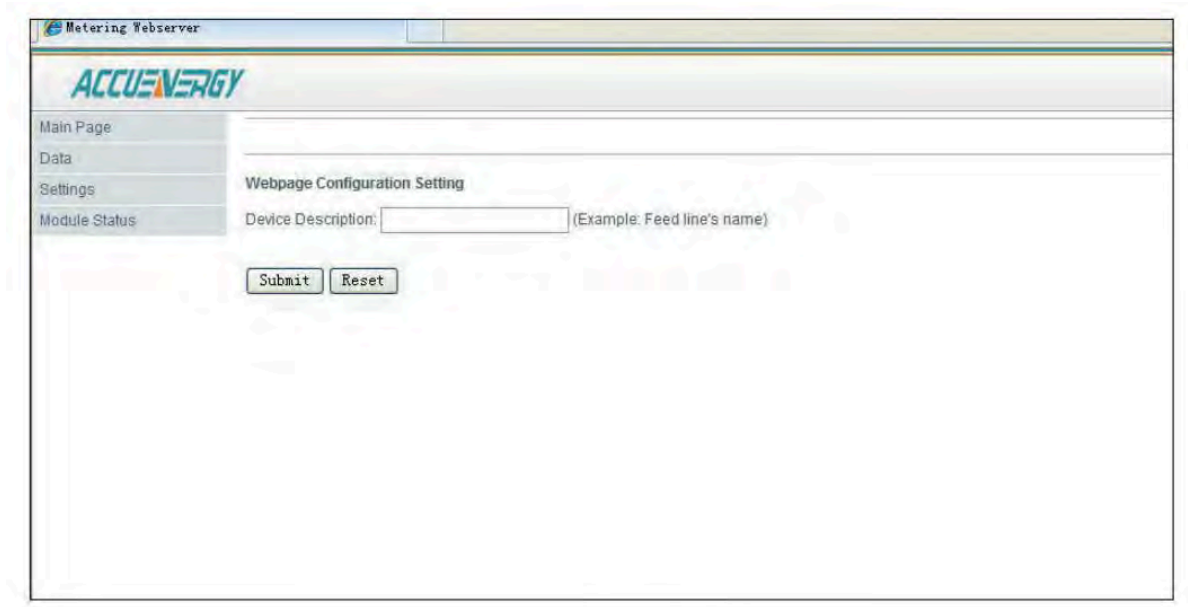 Metering Webserver
ACCUENERGY
Main Page
Data
Settings
Module Status
Webpage Configuration Setting
Device Description: (Example: Feed line's name)
Submit Reset